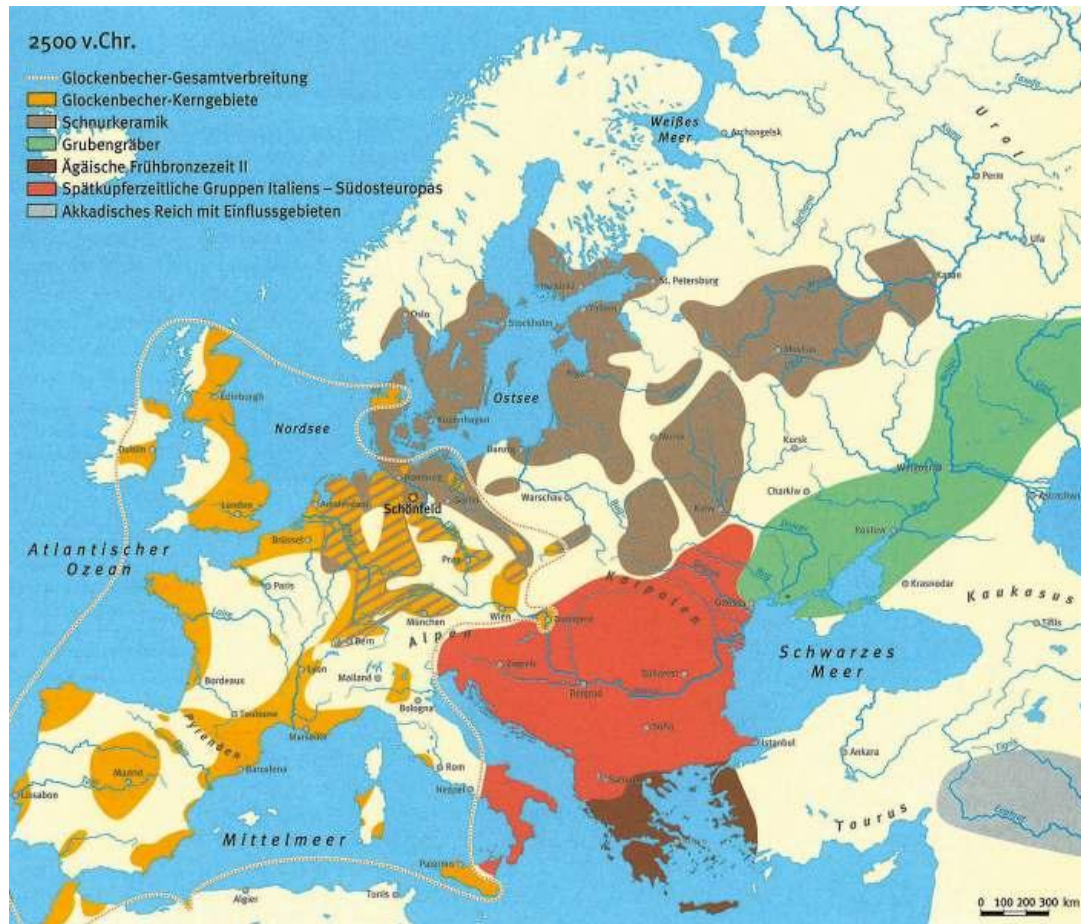 2500 v.Chr.
Glockenbecher-Gesamtverbreitung
Glockenbecher-Kerngebiete
Schnurkeramik
Grubengräber
Ägäische Frühbronzezeit II
Spätkupferzeitliche Gruppen Italiens – Südosteuropas
Akkadisches Reich mit Einflussgebieten
Weißes
Meer
Archangelsk
Ural
Perm
Ufa
Kasan
St. Petersburg
Helsinki
Oslo
Stockholm
Moskau
Riga
Ostsee
Nordsee
Edinburgh
Kopenhagen
Danzig
Minsk
Kursk
Dublin
Hamburg
Warschau
Charkiw
London
Amsterdam
Schönfeld
Berlin
Kiew
Rostow
Brüssel
Prag
Atlantischer
Ozean
Paris
Loire
Karpaten
Krasnodar
Kaukasus
Tiflis
München
Wien
Budapest
Odessa
Bern
Alpen
Lyon
Mailand
Zagreb
Belgrad
Bukarest
Schwarzes
Meer
Bordeaux
Bologna
Toulouse
Marseille
Pyrenäen
Sofia
Istanbul
Ankara
Tigris
Madrid
Barcelona
Rom
Neapel
Lissabon
Taurus
Euphrat
Mittelmeer
Palermo
Algier
Tunis
0 100 200 300 km